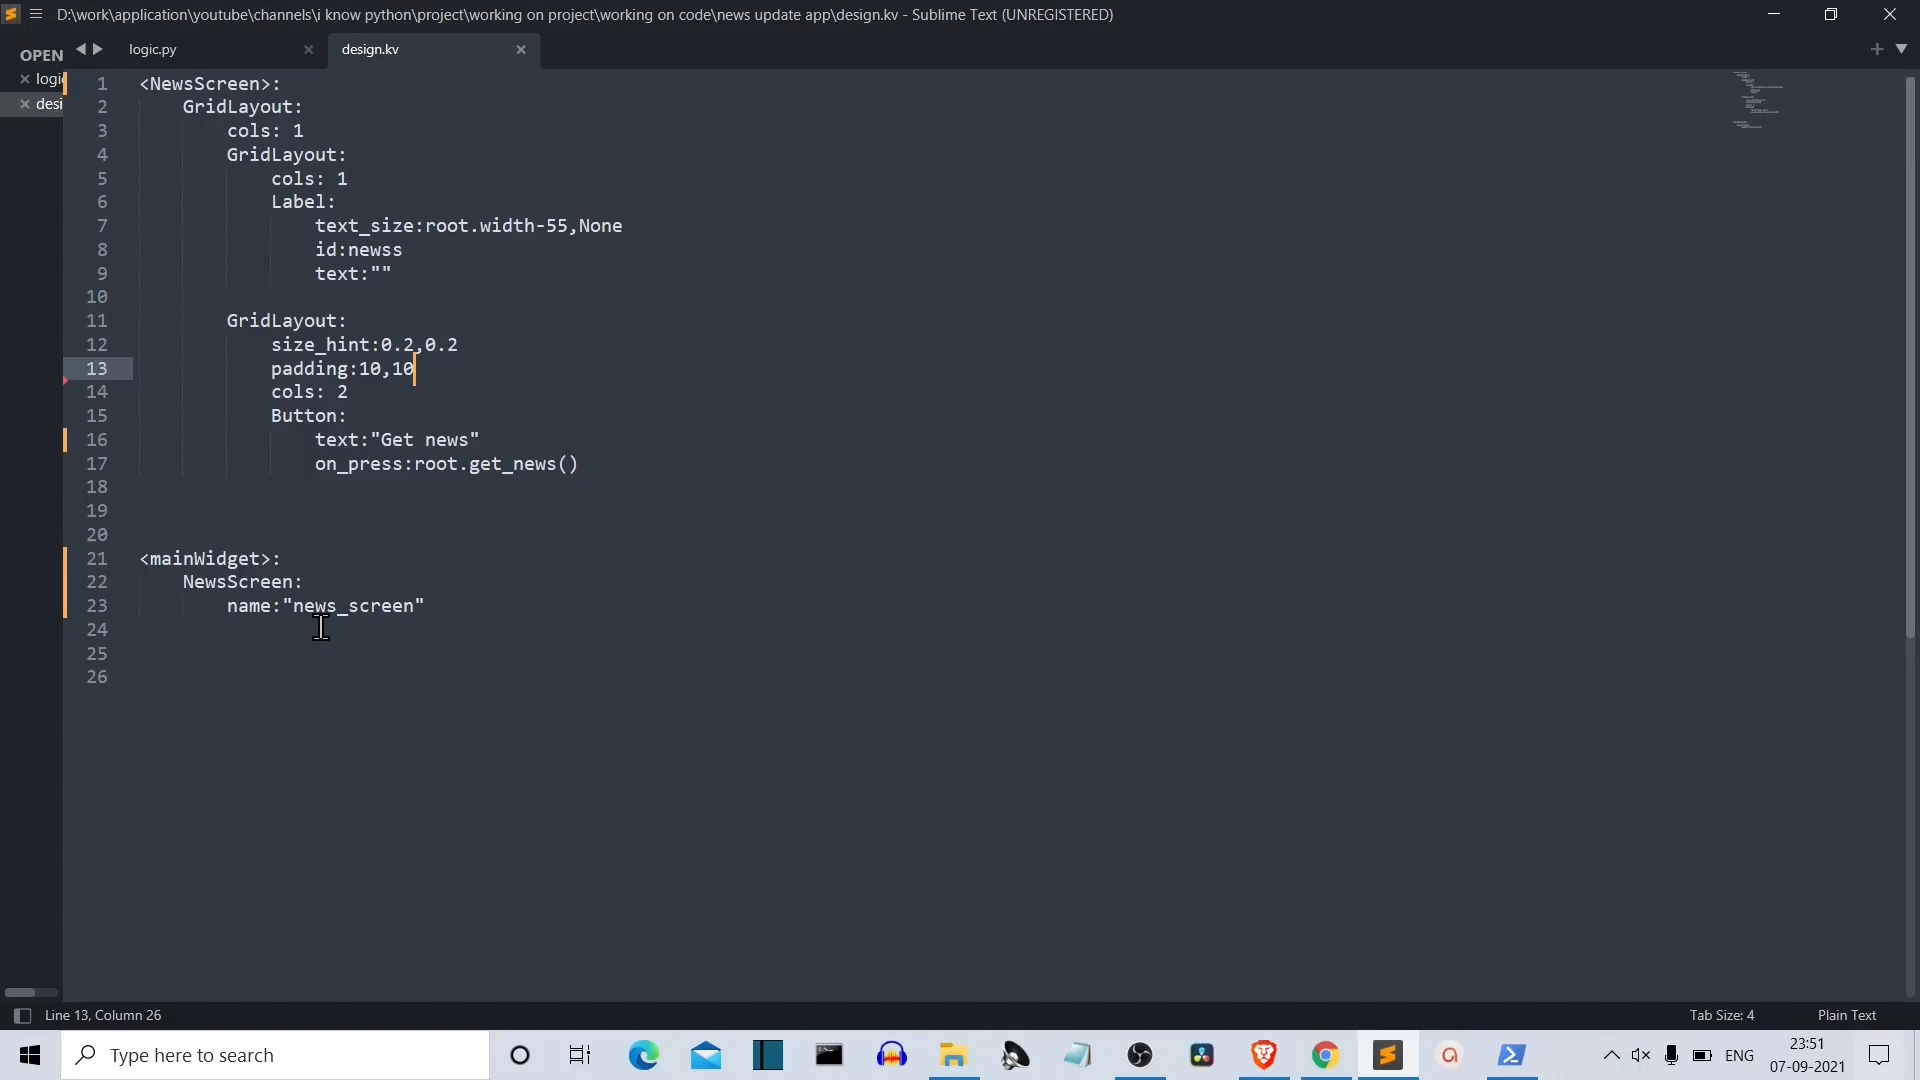 D:\work\application\youtube\channels\i know python\project\working on project\working on code\news update app\design.kv - Sublime Text (UNREGISTERED)
OPEN
logic.py
design.kv
logi
desi
1 <NewsScreen>:
2 GridLayout:
3 cols: 1
4 GridLayout:
5 cols: 1
6 Label:
7 text_size:root.width-55,None
8 id:newss
9 text:""
10
11 GridLayout:
12 size_hint:0.2,0.2
13 padding:10,10
14 cols: 2
15 Button:
16 text:"Get news"
17 on_press:root.get_news()
18
19
20
21 <mainWidget>:
22 NewsScreen:
23 name:"news_screen"
24
25
26
Line 13, Column 26
Tab Size: 4
Plain Text
Type here to search
ENG
23:51
07-09-2021